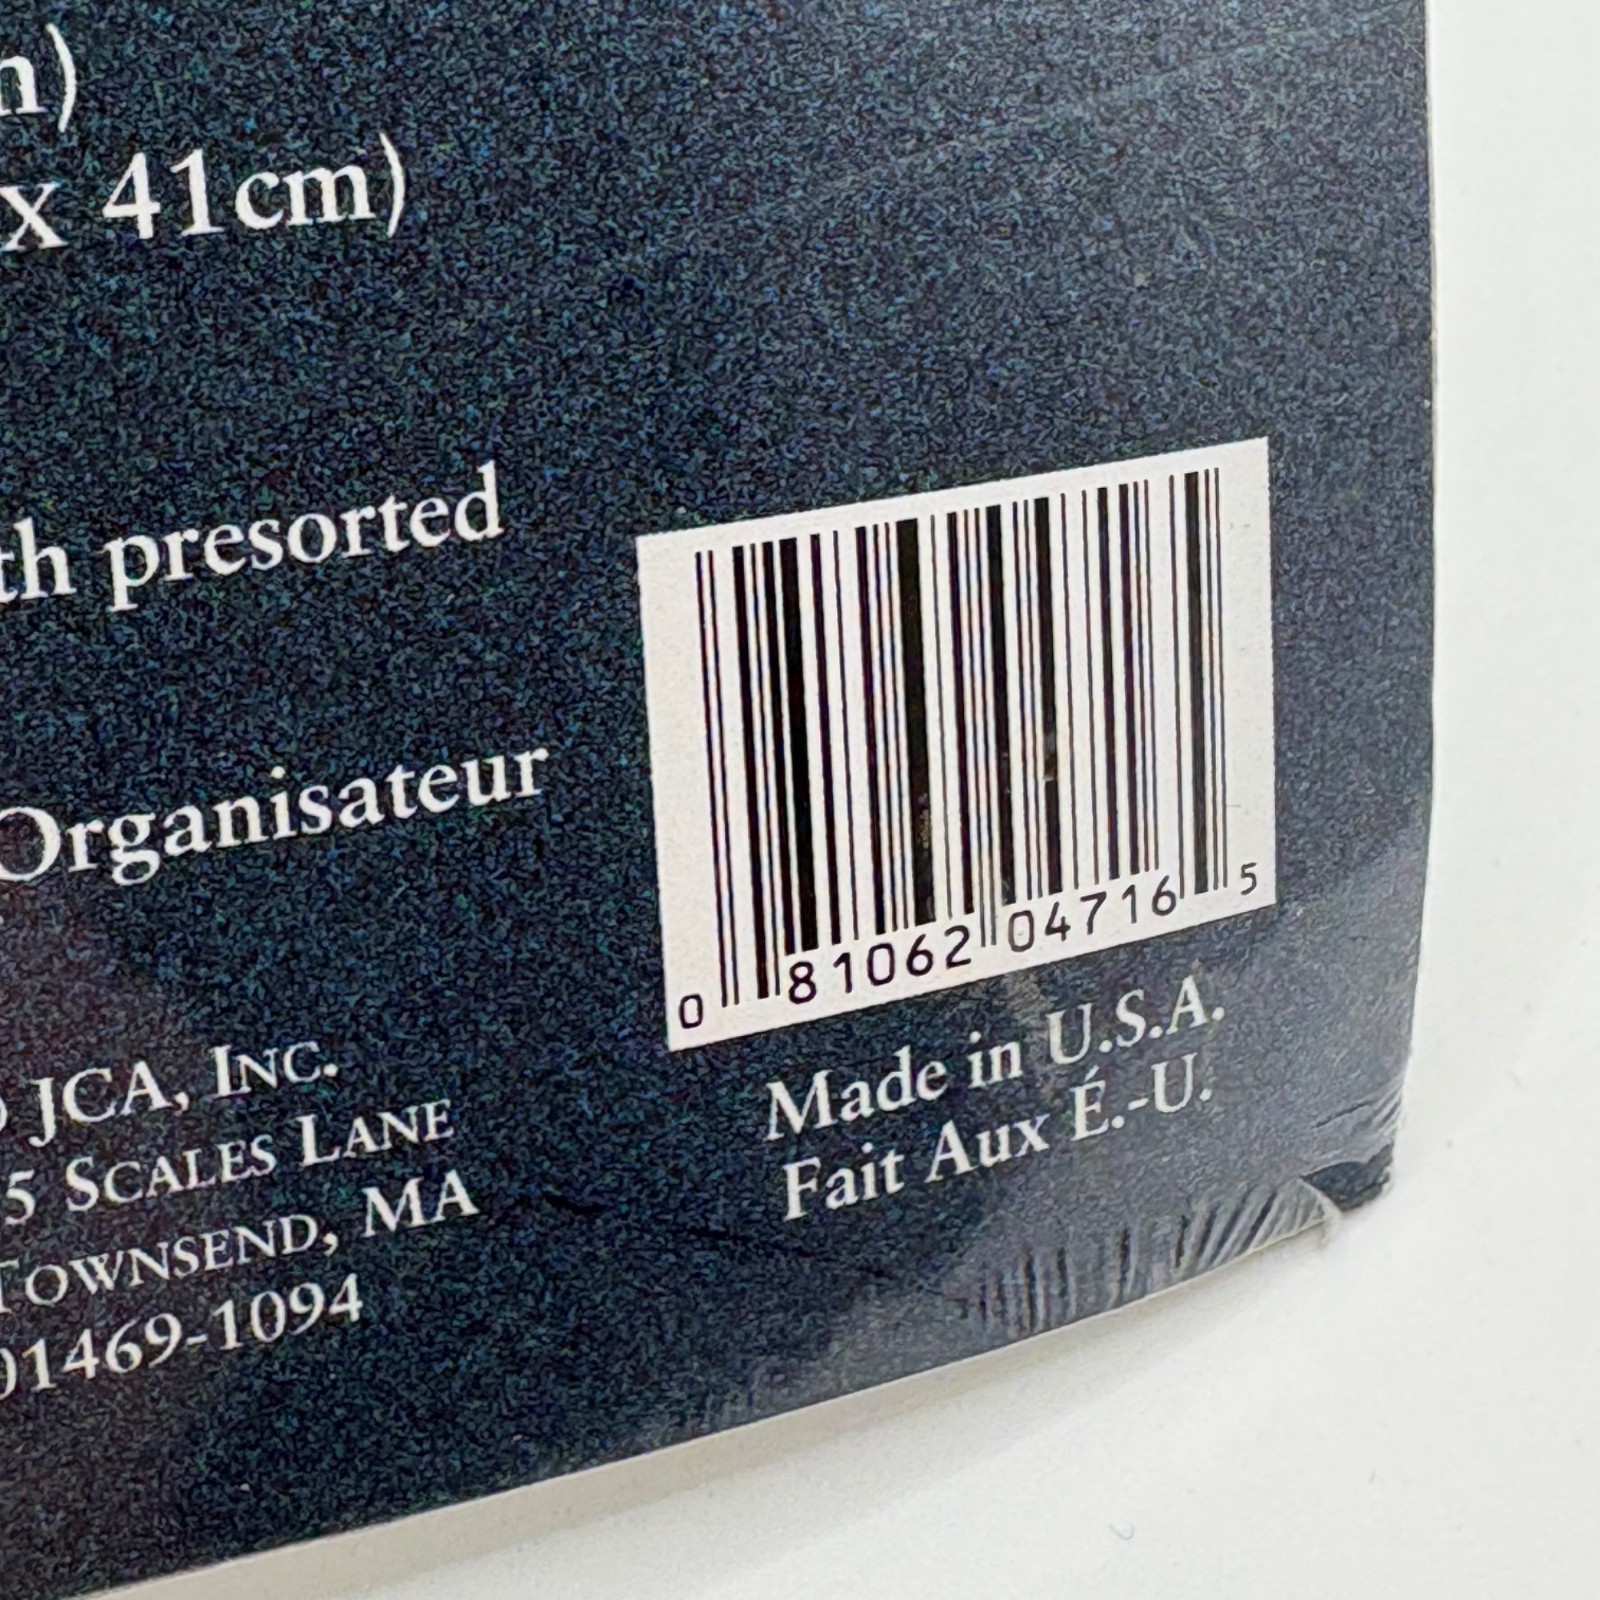 x 41cm)
presorted
Organisateur
0 81062 04716 5
Made in U.S.A.
Fait Aux É.-U.
JCA, INC.
5 SCALES LANE
TOWNSEND, MA
01469-1094